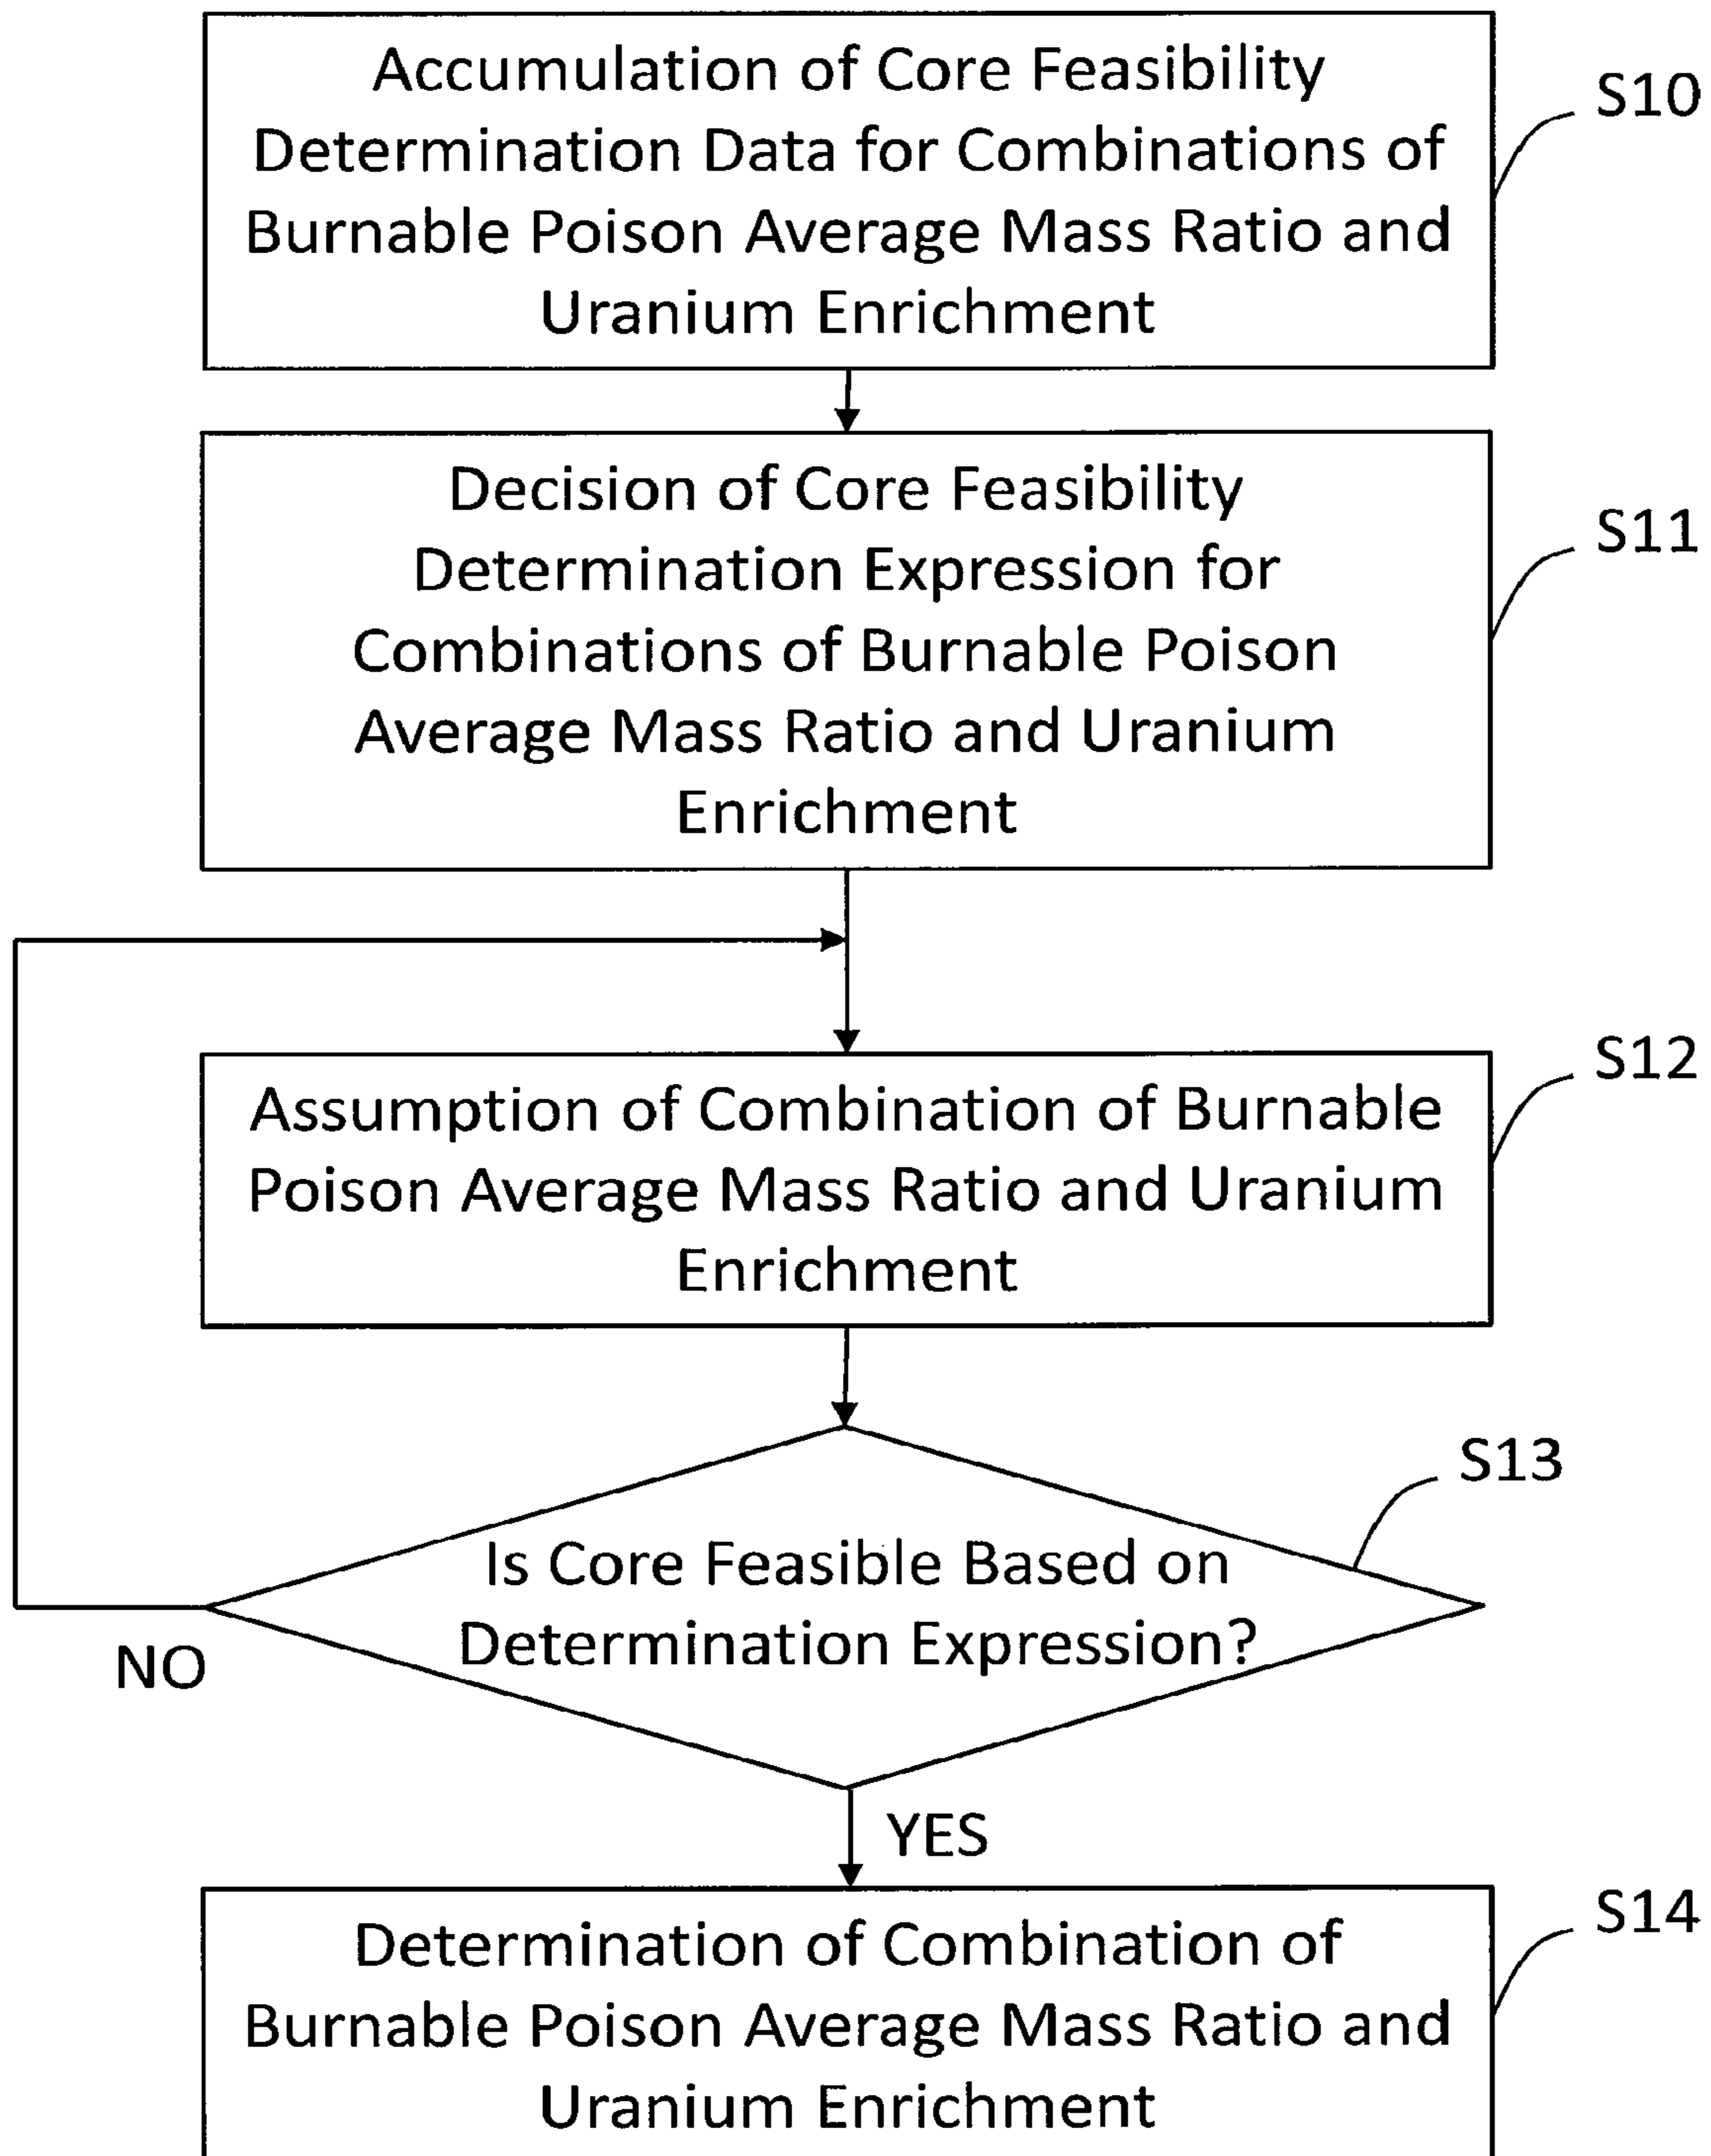 Accumulation of Core Feasibility
Determination Data for Combinations of
Burnable Poison Average Mass Ratio and
Uranium Enrichment
S10
Decision of Core Feasibility
Determination Expression for
Combinations of Burnable Poison
Average Mass Ratio and Uranium
Enrichment
S11
Assumption of Combination of Burnable
Poison Average Mass Ratio and Uranium
Enrichment
S12
Is Core Feasible Based on
Determination Expression?
S13
NO
YES
Determination of Combination of
Burnable Poison Average Mass Ratio and
Uranium Enrichment
S14